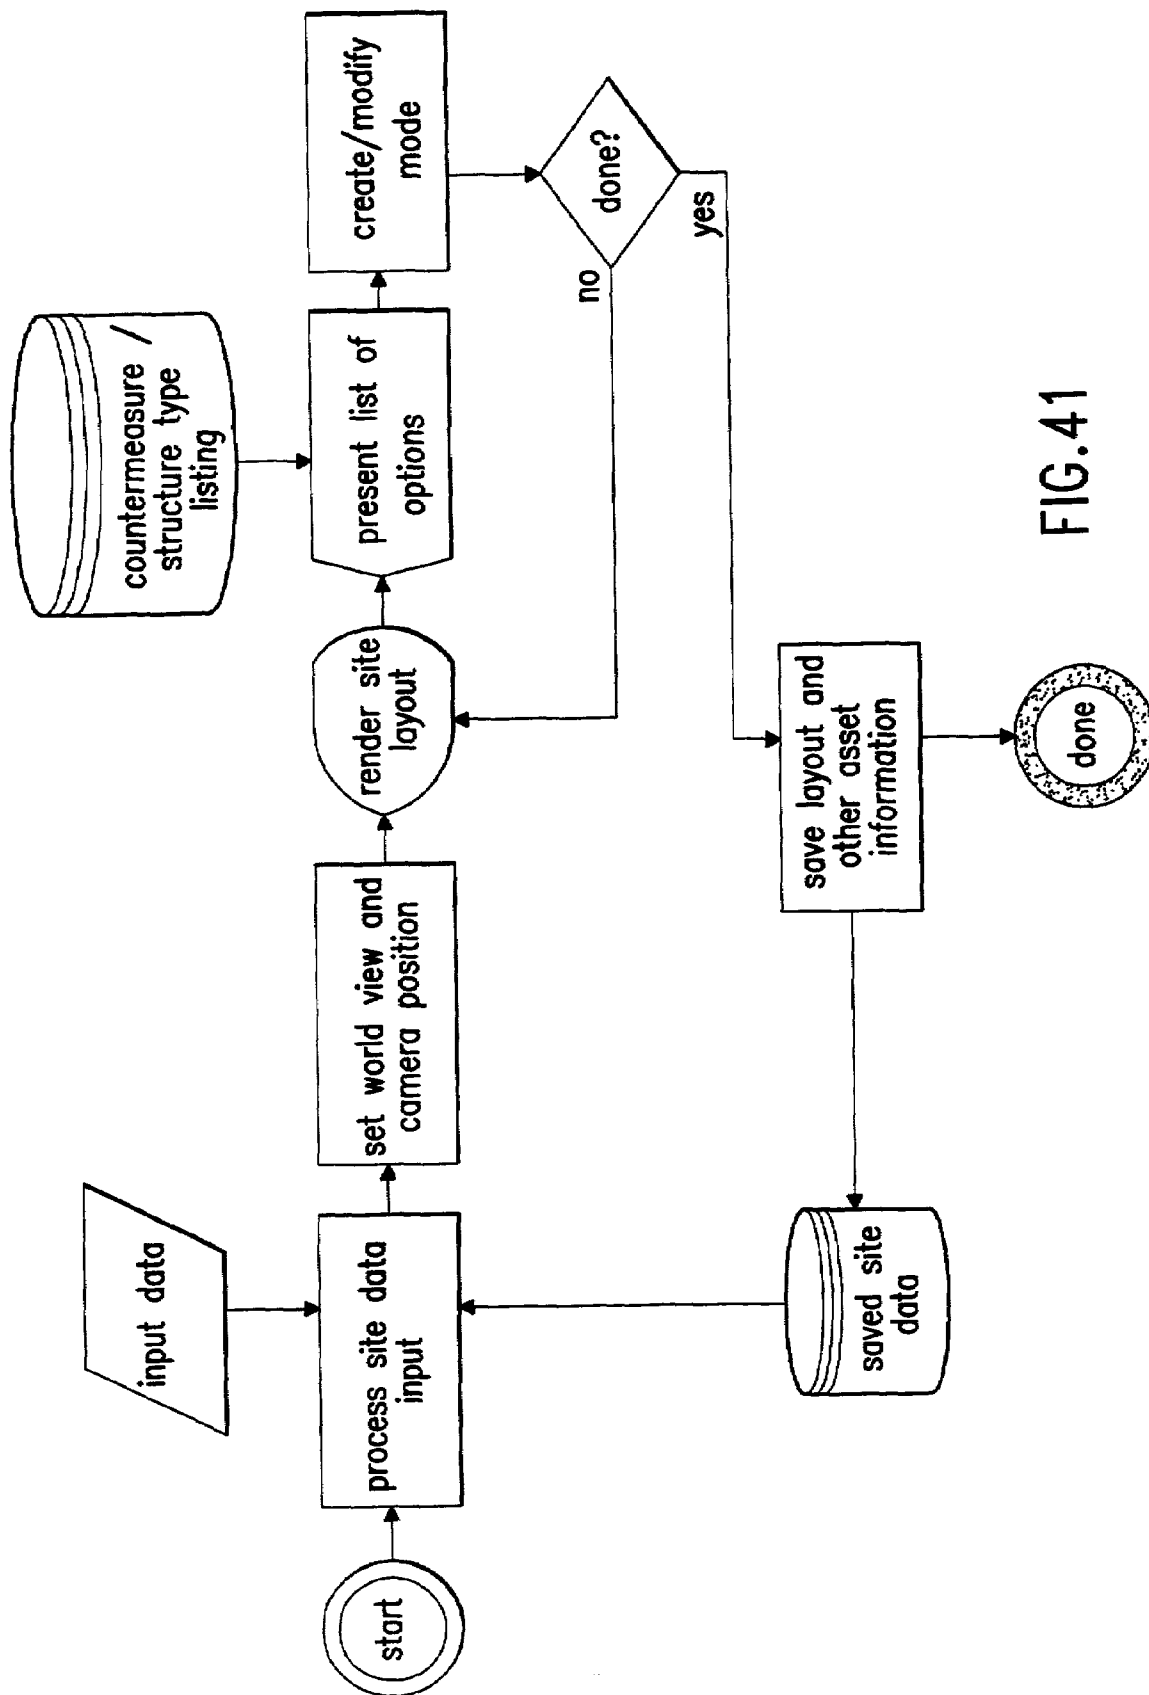 start
input data
process site data
input
set world view and
camera position
render site
layout
countermeasure /
structure type
listing
present list of
options
create/modify
mode
done?
no
yes
save layout and
other asset
information
done
saved site
data
FIG.41